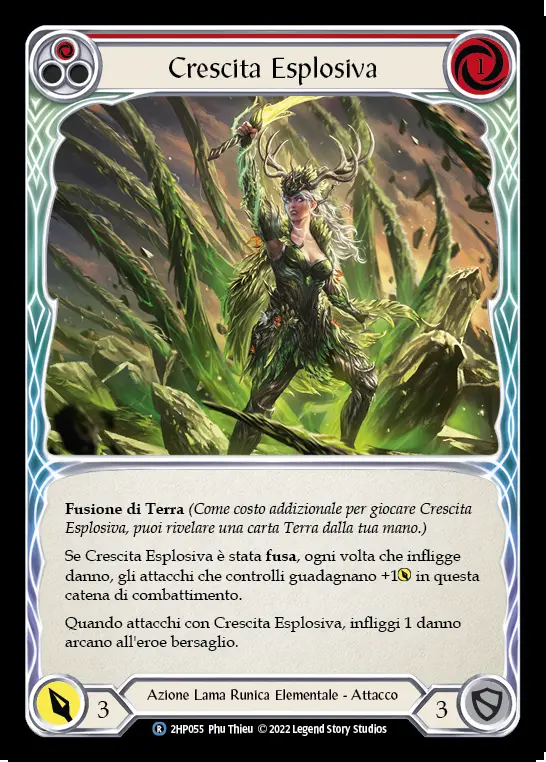 Crescita Esplosiva
1
Fusione di Terra (Come costo addizionale per giocare Crescita
Esplosiva, puoi rivelare una carta Terra dalla tua mano.)
Se Crescita Esplosiva è stata fusa, ogni volta che infligge
danno, gli attacchi che controlli guadagnano +1 in questa
catena di combattimento.
Quando attacchi con Crescita Esplosiva, infliggi 1 danno
arcano all'eroe bersaglio.
3
Azione Lama Runica Elementale - Attacco
3
R 2HP055 Phu Thieu © 2022 Legend Story Studios